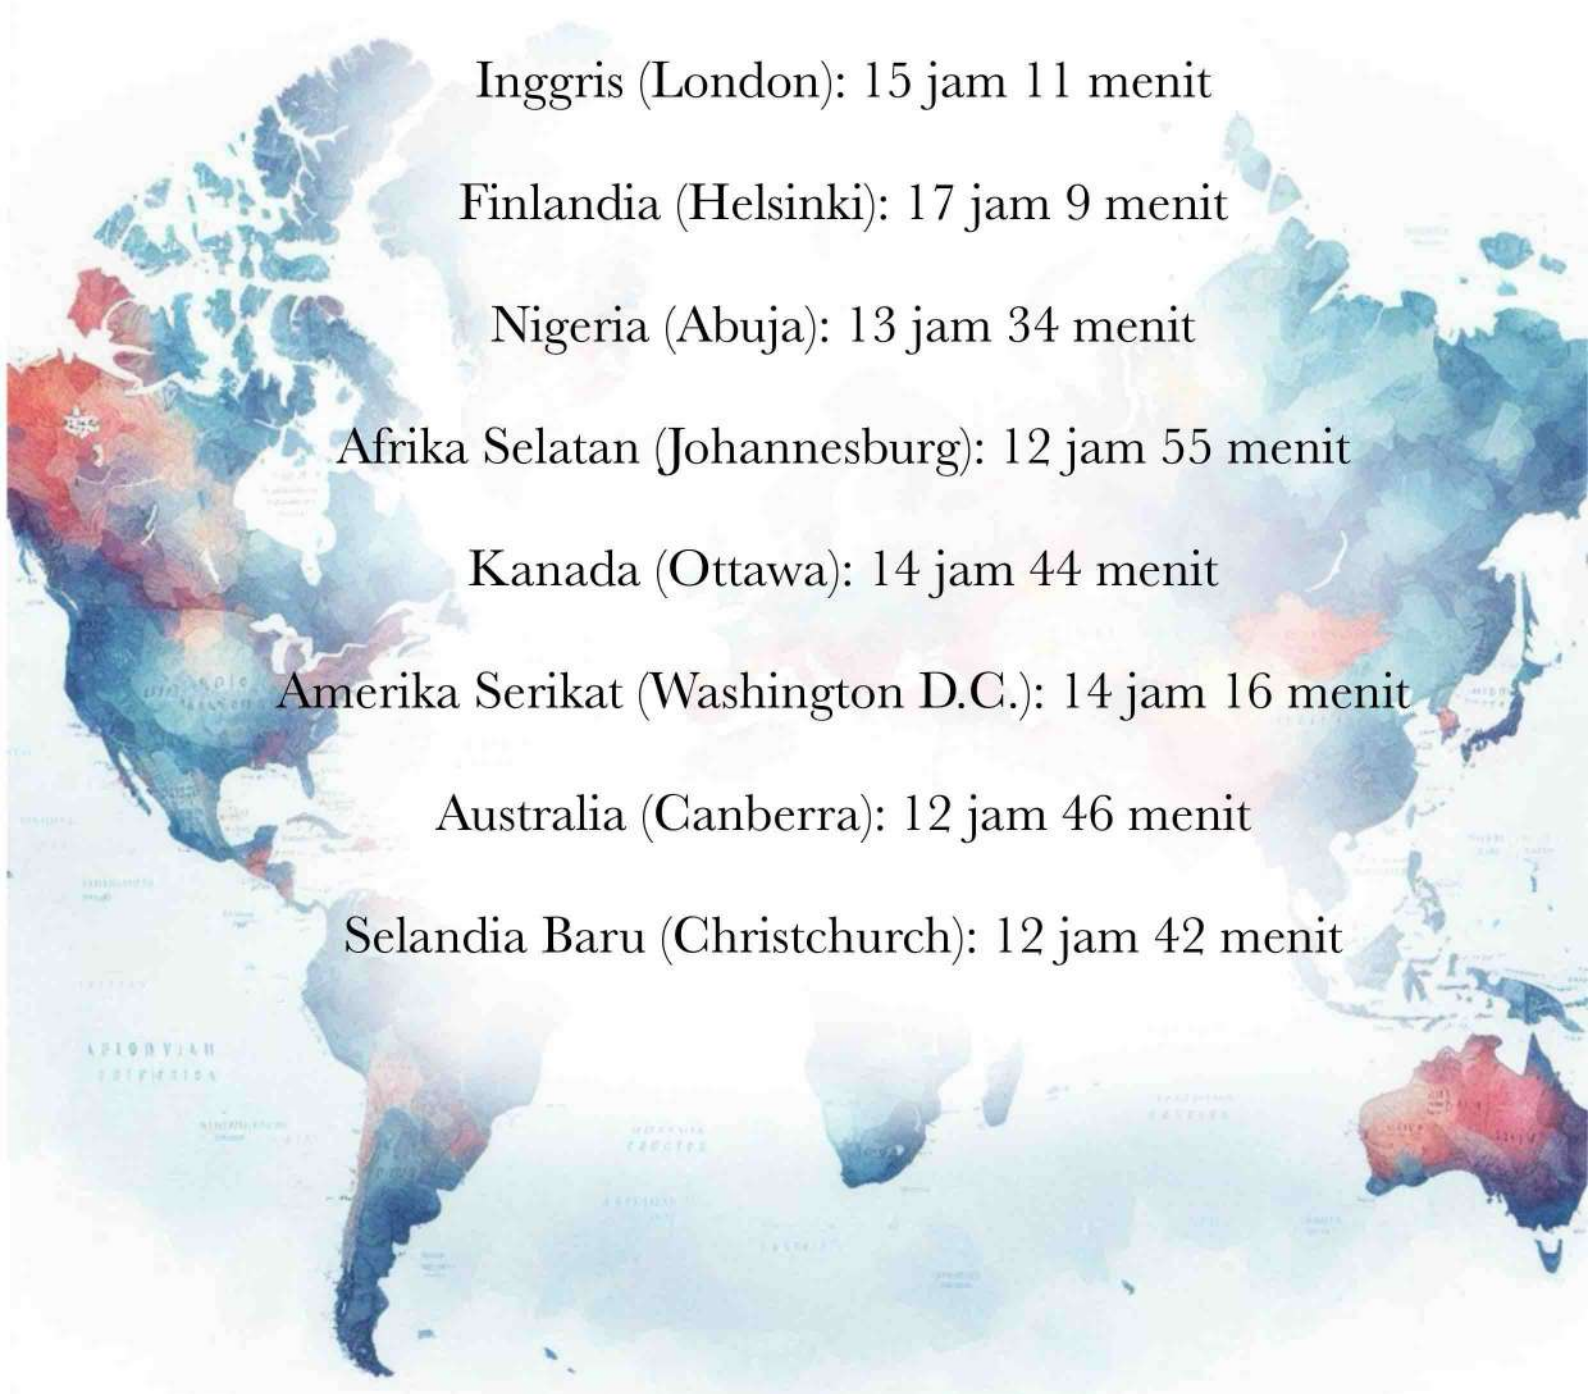 Inggris (London): 15 jam 11 menit
Finlandia (Helsinki): 17 jam 9 menit
Nigeria (Abuja): 13 jam 34 menit
Afrika Selatan (Johannesburg): 12 jam 55 menit
Kanada (Ottawa): 14 jam 44 menit
Amerika Serikat (Washington D.C.): 14 jam 16 menit
Australia (Canberra): 12 jam 46 menit
Selandia Baru (Christchurch): 12 jam 42 menit